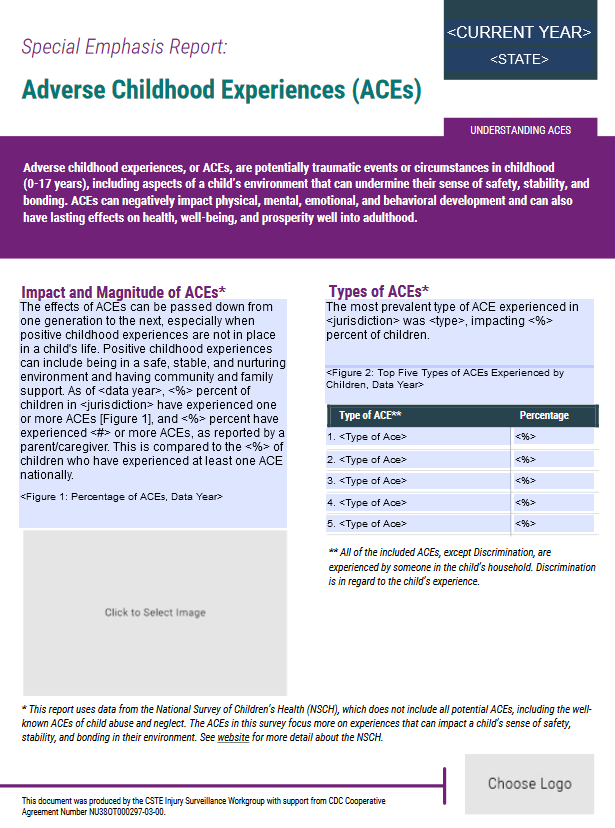 Special Emphasis Report:
Adverse Childhood Experiences (ACEs)
<CURRENT YEAR>
<STATE>
UNDERSTANDING ACES
Adverse childhood experiences, or ACEs, are potentially traumatic events or circumstances in childhood
(0-17 years), including aspects of a child's environment that can undermine their sense of safety, stability, and
bonding. ACEs can negatively impact physical, mental, emotional, and behavioral development and can also
have lasting effects on health, well-being, and prosperity well into adulthood.
Impact and Magnitude of ACEs*
The effects of ACEs can be passed down from
one generation to the next, especially when
positive childhood experiences are not in place
in a child's life. Positive childhood experiences
can include being in a safe, stable, and nurturing
environment and having community and family
support. As of <data year>, <%> percent of
children in <jurisdiction> have experienced one
or more ACEs [Figure 1], and <%> percent have
experienced <#> or more ACEs, as reported by a
parent/caregiver. This is compared to the <%> of
children who have experienced at least one ACE
nationally.
<Figure 1: Percentage of ACEs, Data Year>
Click to Select Image
Types of ACEs*
The most prevalent type of ACE experienced in
<jurisdiction> was <type>, impacting <%>
percent of children.
<Figure 2: Top Five Types of ACEs Experienced by
Children, Data Year>
Type of ACE** Percentage
1. <Type of Ace> <%>
2. <Type of Ace> <%>
3. <Type of Ace> <%>
4. <Type of Ace> <%>
5. <Type of Ace> <%>
** All of the included ACEs, except Discrimination, are
experienced by someone in the child's household. Discrimination
is in regard to the child's experience.
* This report uses data from the National Survey of Children's Health (NSCH), which does not include all potential ACEs, including the well-
known ACEs of child abuse and neglect. The ACEs in this survey focus more on experiences that can impact a child's sense of safety,
stability, and bonding in their environment. See website for more detail about the NSCH.
This document was produced by the CSTE Injury Surveillance Workgroup with support from CDC Cooperative
Agreement Number NU38OT000297-03-00.
Choose Logo